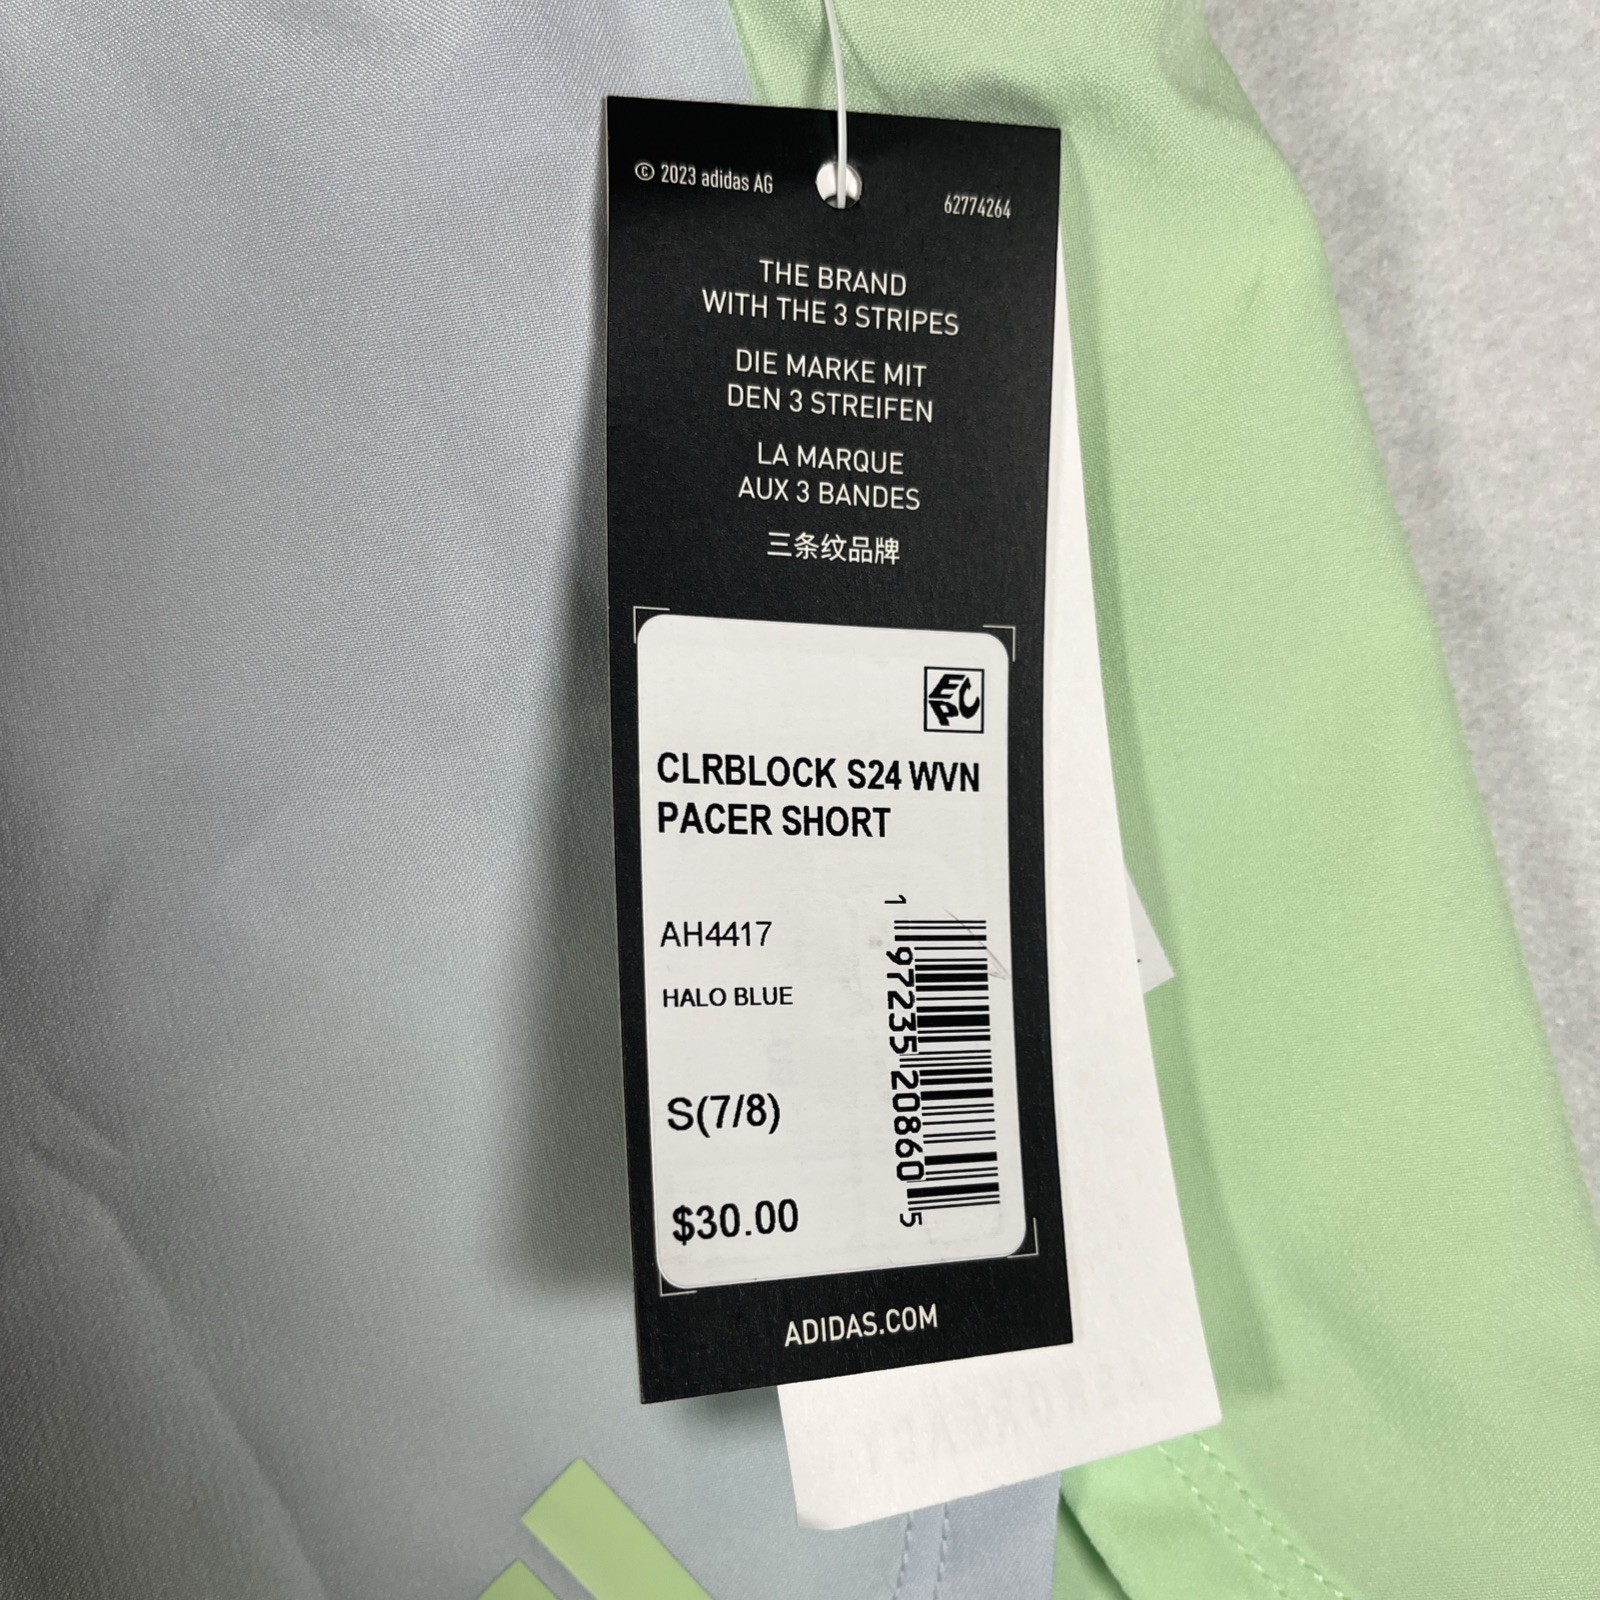 © 2023 adidas AG
62774264
THE BRAND
WITH THE 3 STRIPES
DIE MARKE MIT
DEN 3 STREIFEN
LA MARQUE
AUX 3 BANDES
三条纹品牌
EPC
CLRBLOCK S24 WVN
PACER SHORT
AH4417
HALO BLUE
S(7/8)
$30.00
1 97235 20860 5
ADIDAS.COM